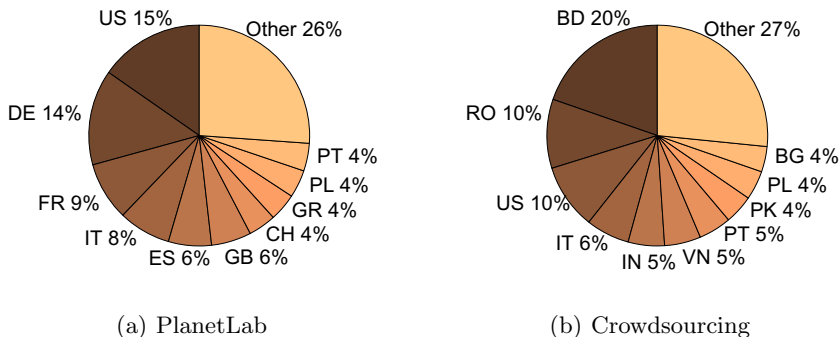 US 15%
Other 26%
DE 14%
PT 4%
PL 4%
FR 9%
GR 4%
IT 8%
CH 4%
ES 6%
GB 6%
(a) PlanetLab
BD 20%
Other 27%
RO 10%
BG 4%
PL 4%
US 10%
PK 4%
PT 5%
IT 6%
VN 5%
IN 5%
(b) Crowdsourcing